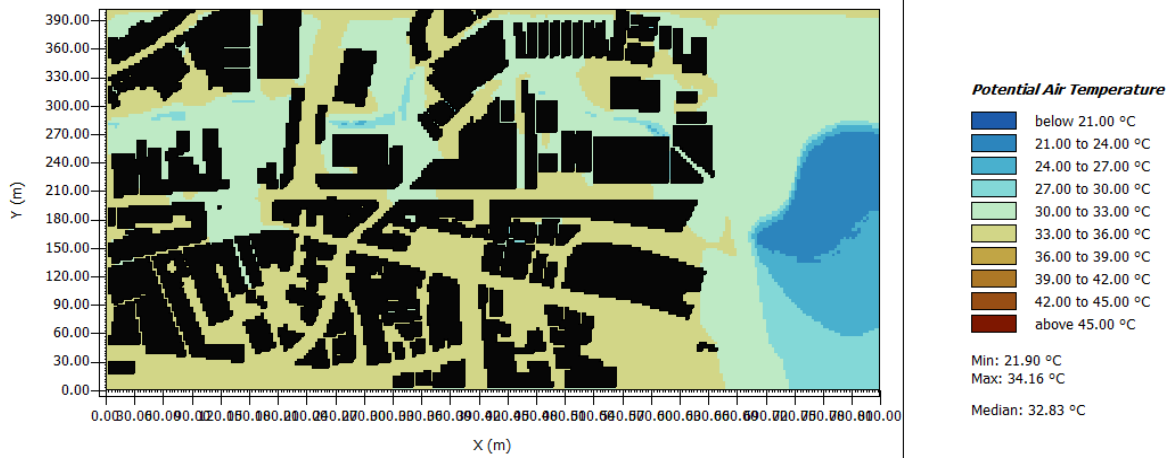 390.00
360.00
330.00
300.00
270.00
240.00
210.00
180.00
150.00
120.00
90.00
60.00
30.00
0.00
Y (m)
X (m)
Potential Air Temperature
below 21.00 °C
21.00 to 24.00 °C
24.00 to 27.00 °C
27.00 to 30.00 °C
30.00 to 33.00 °C
33.00 to 36.00 °C
36.00 to 39.00 °C
39.00 to 42.00 °C
42.00 to 45.00 °C
above 45.00 °C
Min: 21.90 °C
Max: 34.16 °C
Median: 32.83 °C